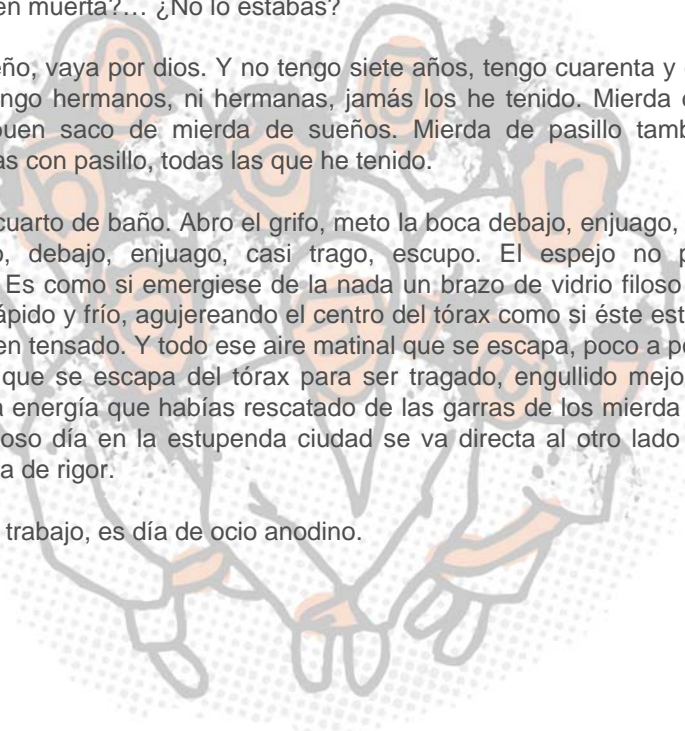 en muerta?… ¿No lo estabas?
eño, vaya por dios. Y no tengo siete años, tengo cuarenta y
ngo hermanos, ni hermanas, jamás los he tenido. Mierda
buen saco de mierda de sueños. Mierda de pasillo tamb
as con pasillo, todas las que he tenido.
cuarto de baño. Abro el grifo, meto la boca debajo, enjuago,
o, debajo, enjuago, casi trago, escupo. El espejo no p
Es como si emergiese de la nada un brazo de vidrio filoso
ápido y frío, agujereando el centro del tórax como si éste est
en tensado. Y todo ese aire matinal que se escapa, poco a po
que se escapa del tórax para ser tragado, engullido mejo
a energía que habías rescatado de las garras de los mierda
oso día en la estupenda ciudad se va directa al otro lado
a de rigor.
trabajo, es día de ocio anodino.